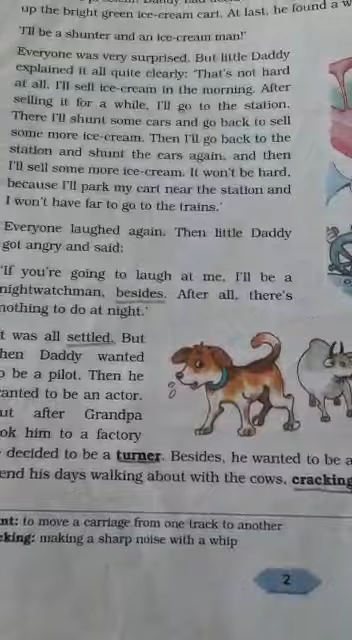 up the bright green ice-cream cart. At last, he found a w
'I'll be a shunter and an ice-cream man!'
Everyone was very surprised. But little Daddy
explained it all quite clearly: 'That's not hard
at all. I'll sell ice-cream in the morning. After
selling it for a while, I'll go to the station.
There I'll shunt some cars and go back to sell
some more ice-cream. Then I'll go back to the
station and shunt the cars again, and then
I'll sell some more ice-cream. It won't be hard,
because I'll park my cart near the station and
I won't have far to go to the trains.'
Everyone laughed again. Then little Daddy
got angry and said:
'If you're going to laugh at me, I'll be a
nightwatchman, besides. After all, there's
nothing to do at night.'
t was all settled. But
hen Daddy wanted
o be a pilot. Then he
anted to be an actor.
ut after Grandpa
ok him to a factory
decided to be a turner. Besides, he wanted to be a
end his days walking about with the cows, cracking
nt: to move a carriage from one track to another
cking: making a sharp noise with a whip
2